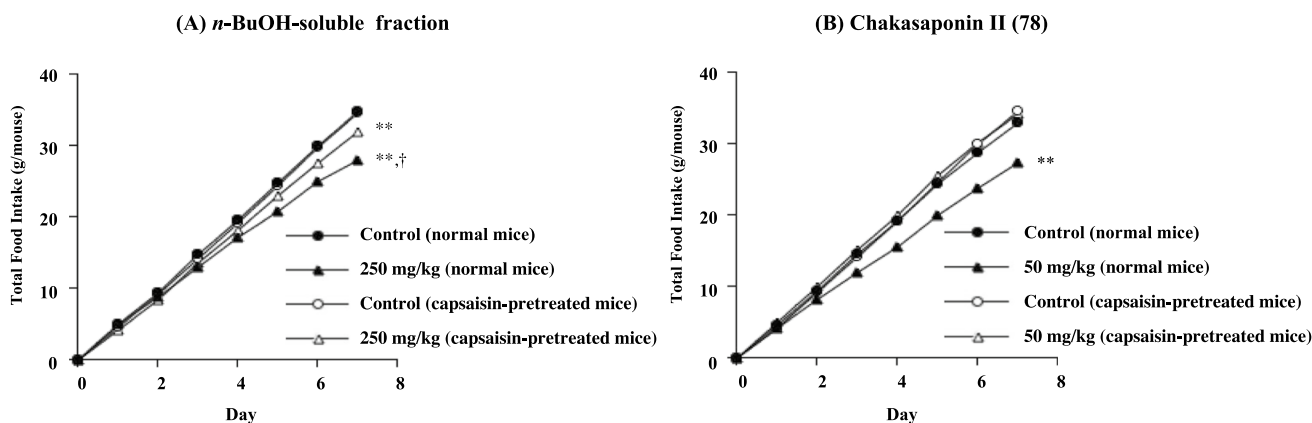 (A) n-BuOH-soluble fraction
Total Food Intake (g/mouse)
40
30
20
10
0
0 2 4 6 8
Day
**
**,†
Control (normal mice)
250 mg/kg (normal mice)
Control (capsaisin-pretreated mice)
250 mg/kg (capsaisin-pretreated mice)
(B) Chakasaponin II (78)
Total Food Intake (g/mouse)
40
30
20
10
0
0 2 4 6 8
Day
**
Control (normal mice)
50 mg/kg (normal mice)
Control (capsaisin-pretreated mice)
50 mg/kg (capsaisin-pretreated mice)